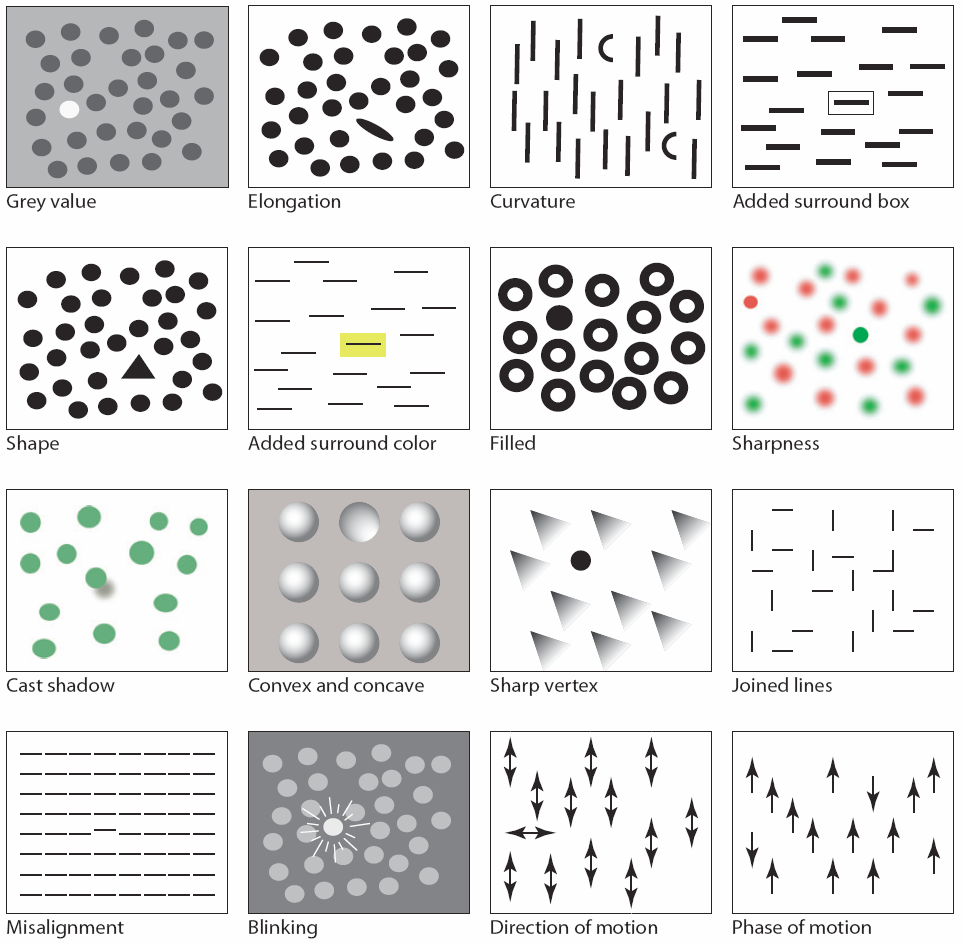 Grey value
Elongation
Curvature
Added surround box
Shape
Added surround color
Filled
Sharpness
Cast shadow
Convex and concave
Sharp vertex
Joined lines
Misalignment
Blinking
Direction of motion
Phase of motion